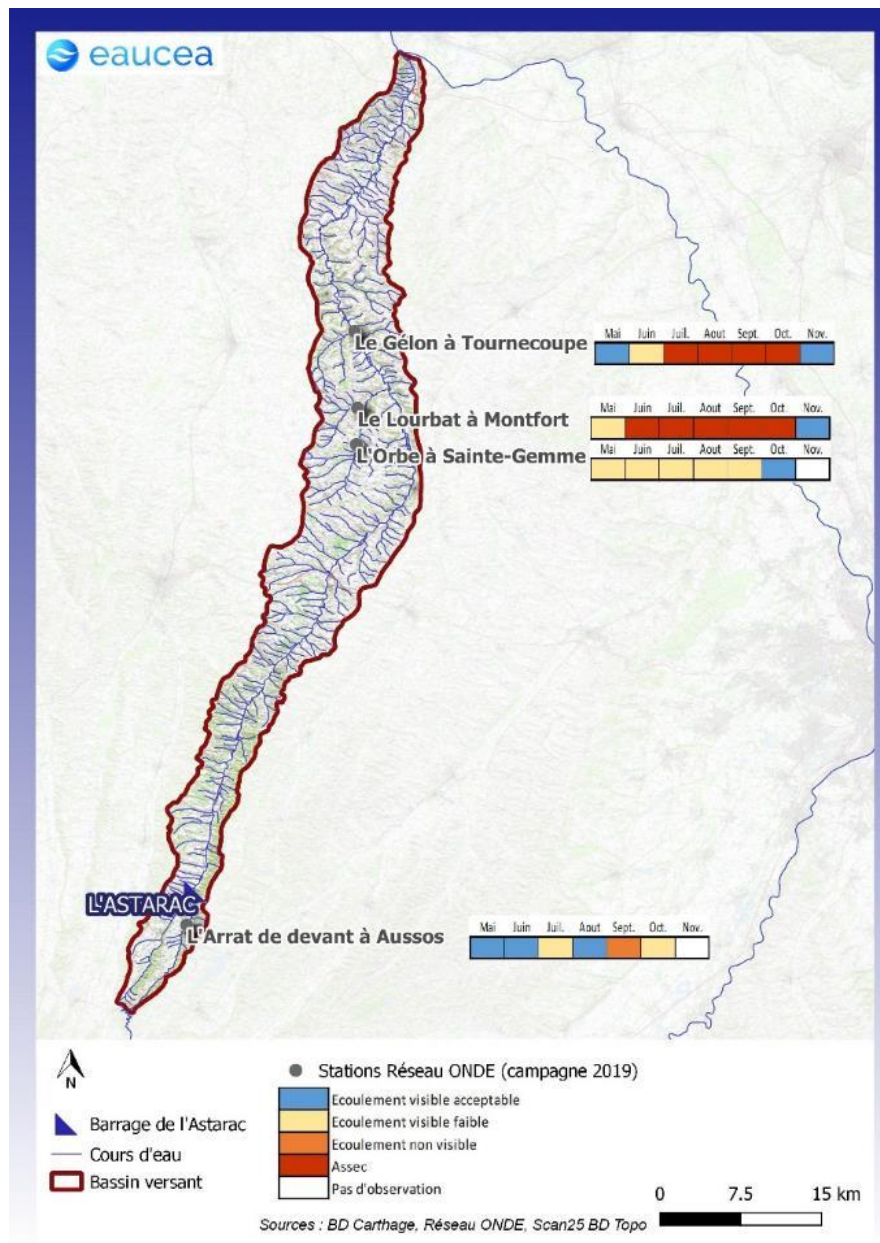 eaucea
Le Gélon à Tournecoupe
Mai Juin Juil. Aout Sept. Oct. Nov.
Le Lourbat à Montfort
Mai Juin Juil. Aout Sept. Oct. Nov.
L'Orbe à Sainte-Gemme
Mai Juin Juil. Aout Sept. Oct. Nov.
L'ASTARAC
L'Arrat de devant à Aussos
Mai Juin Juil. Aout Sept. Oct. Nov.
N
Barrage de l'Astarac
Cours d'eau
Bassin versant
Stations Réseau ONDE (campagne 2019)
Ecoulement visible acceptable
Ecoulement visible faible
Ecoulement non visible
Assec
Pas d'observation
0 7.5 15 km
Sources : BD Carthage, Réseau ONDE, Scan25 BD Topo